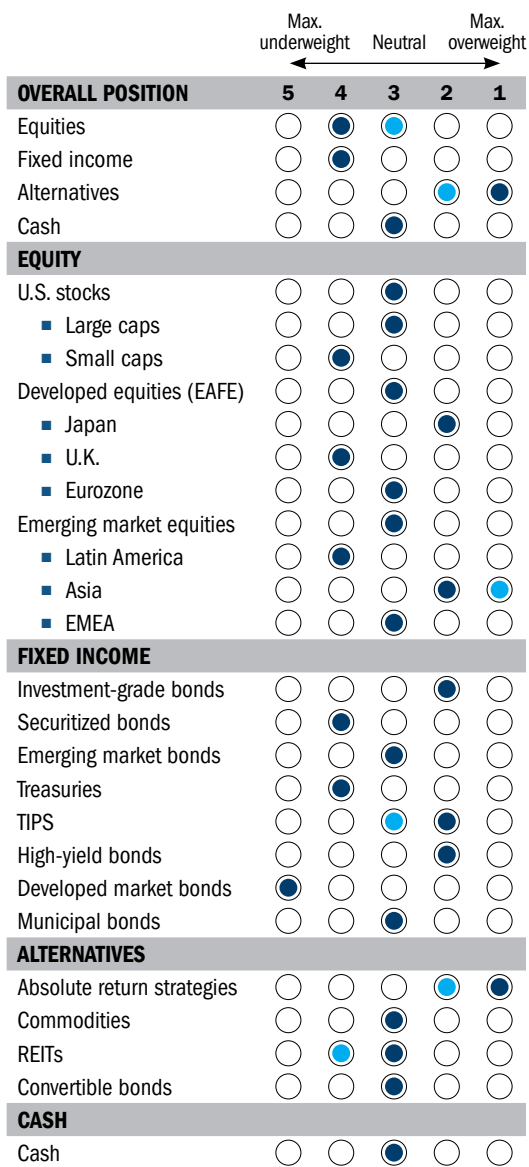 Max. underweight Neutral Max. overweight
OVERALL POSITION 5 4 3 2 1
Equities
Fixed income
Alternatives
Cash
EQUITY
U.S. stocks
Large caps
Small caps
Developed equities (EAFE)
Japan
U.K.
Eurozone
Emerging market equities
Latin America
Asia
EMEA
FIXED INCOME
Investment-grade bonds
Securitized bonds
Emerging market bonds
Treasuries
TIPS
High-yield bonds
Developed market bonds
Municipal bonds
ALTERNATIVES
Absolute return strategies
Commodities
REITs
Convertible bonds
CASH
Cash